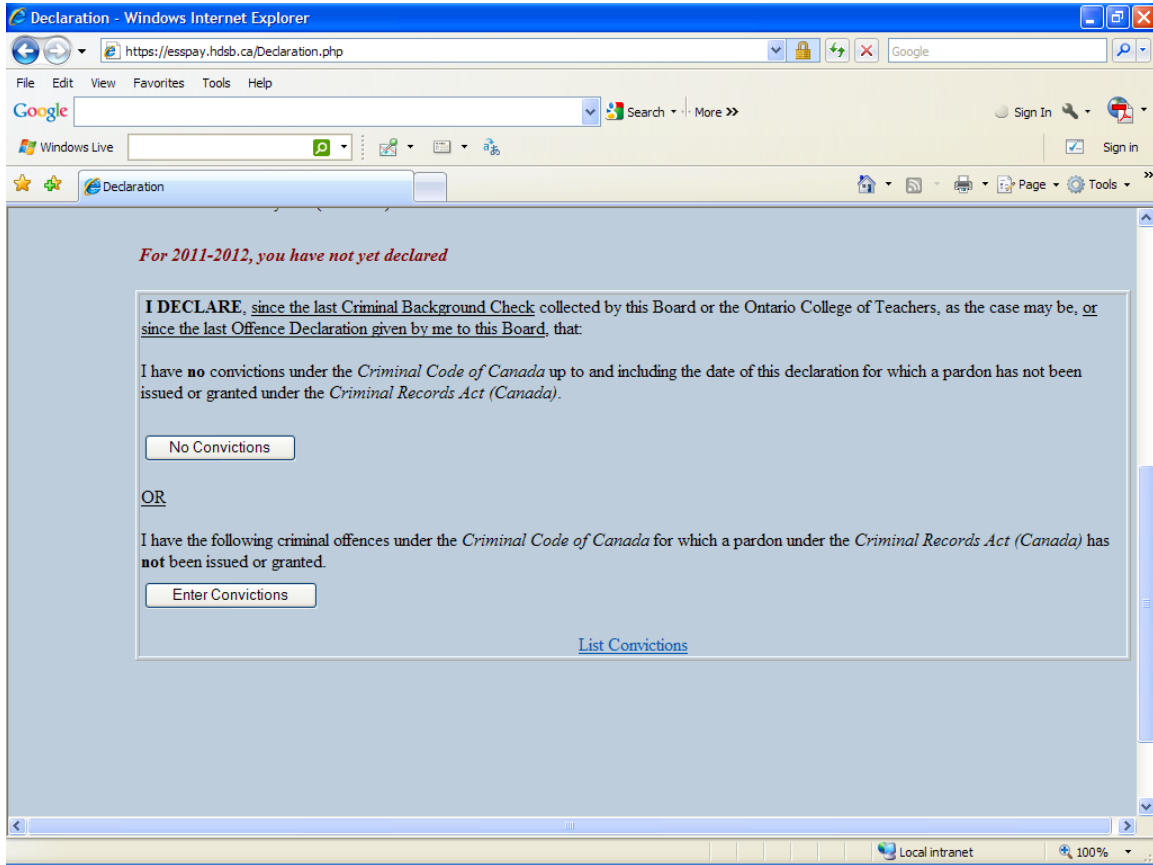 Declaration - Windows Internet Explorer
https://esspay.hdsb.ca/Declaration.php
Google
File Edit View Favorites Tools Help
Google Search More >> Sign In
Windows Live Sign in
Declaration Page Tools >>
For 2011-2012, you have not yet declared
I DECLARE, since the last Criminal Background Check collected by this Board or the Ontario College of Teachers, as the case may be, or
since the last Offence Declaration given by me to this Board, that:
I have no convictions under the Criminal Code of Canada up to and including the date of this declaration for which a pardon has not been
issued or granted under the Criminal Records Act (Canada).
No Convictions
OR
I have the following criminal offences under the Criminal Code of Canada for which a pardon under the Criminal Records Act (Canada) has
not been issued or granted.
Enter Convictions
List Convictions
Local intranet 100%